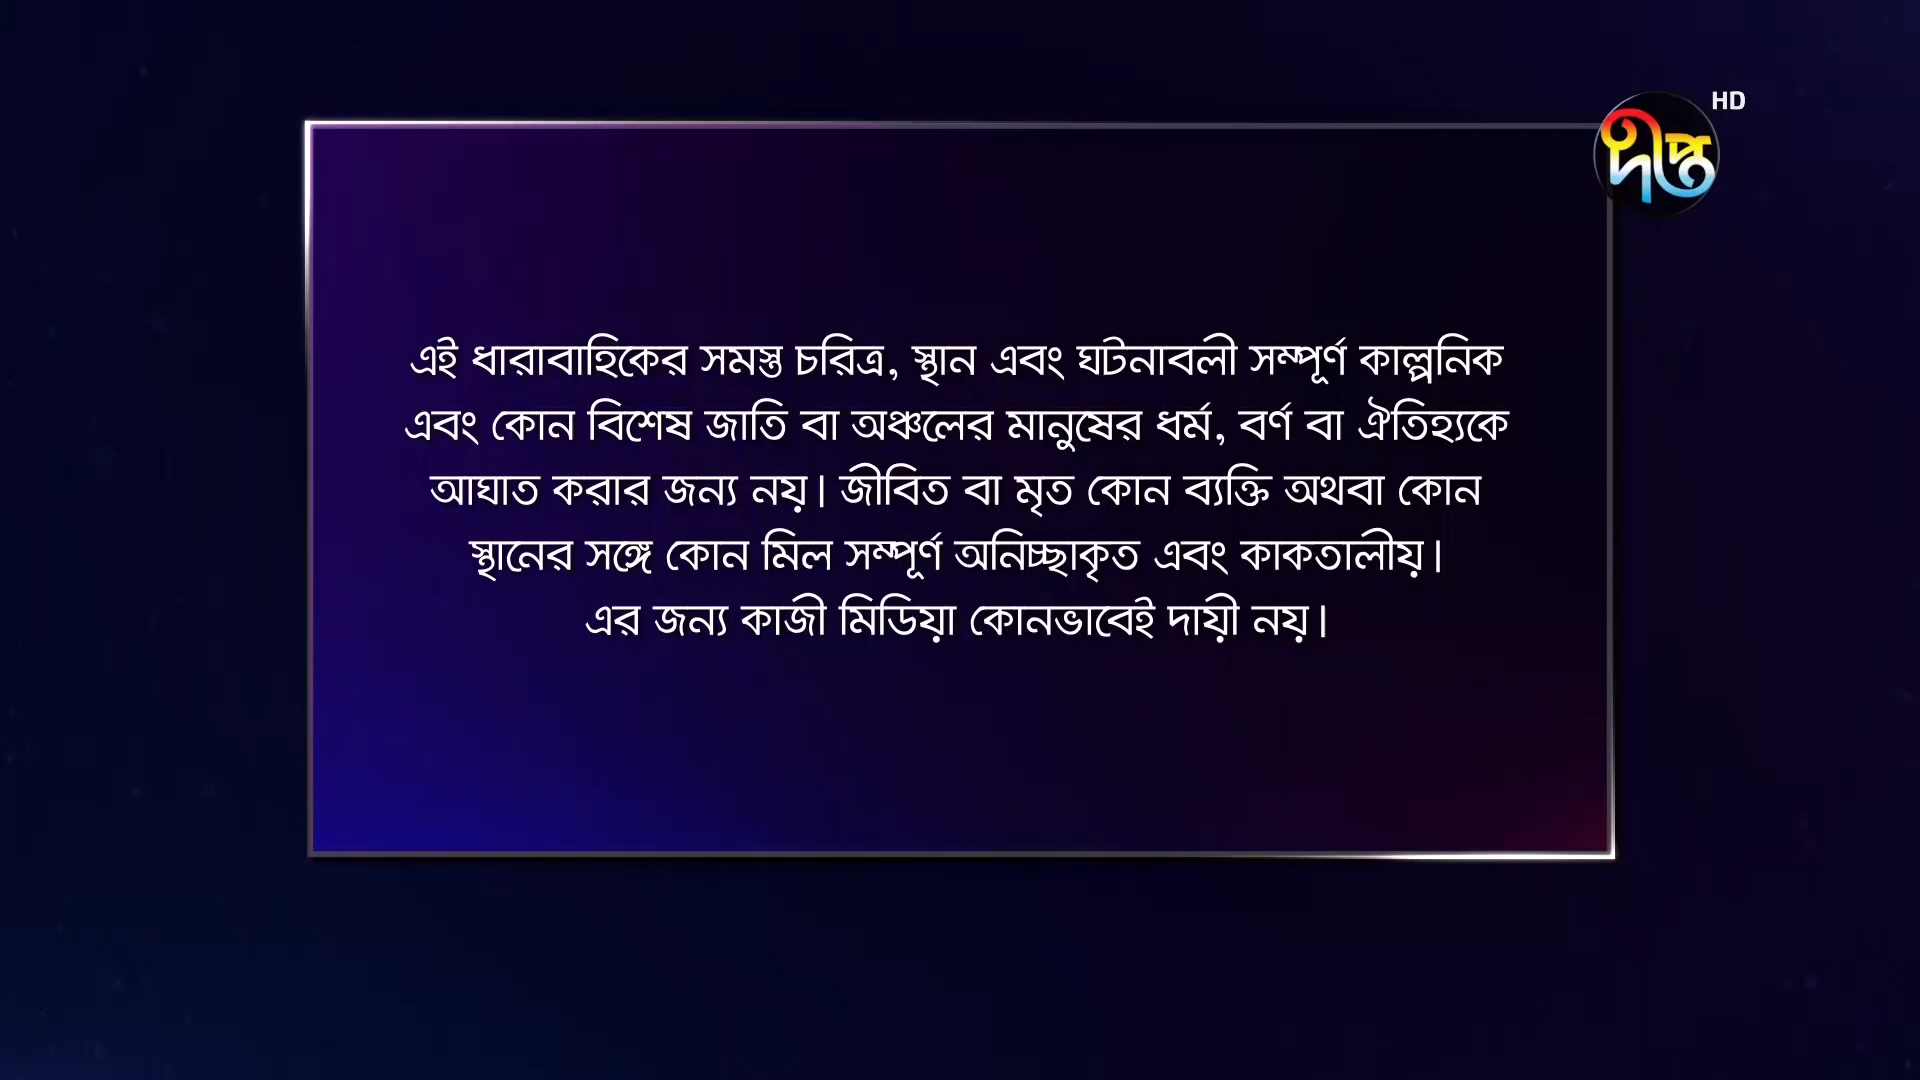 HD
দীপ্ত
এই ধারাবাহিকের সমস্ত চরিত্র, স্থান এবং ঘটনাবলী সম্পূর্ণ কাল্পনিক
এবং কোন বিশেষ জাতি বা অঞ্চলের মানুষের ধর্ম, বর্ণ বা ঐতিহ্যকে
আঘাত করার জন্য নয়। জীবিত বা মৃত কোন ব্যক্তি অথবা কোন
স্থানের সঙ্গে কোন মিল সম্পূর্ণ অনিচ্ছাকৃত এবং কাকতালীয়।
এর জন্য কাজী মিডিয়া কোনভাবেই দায়ী নয়।